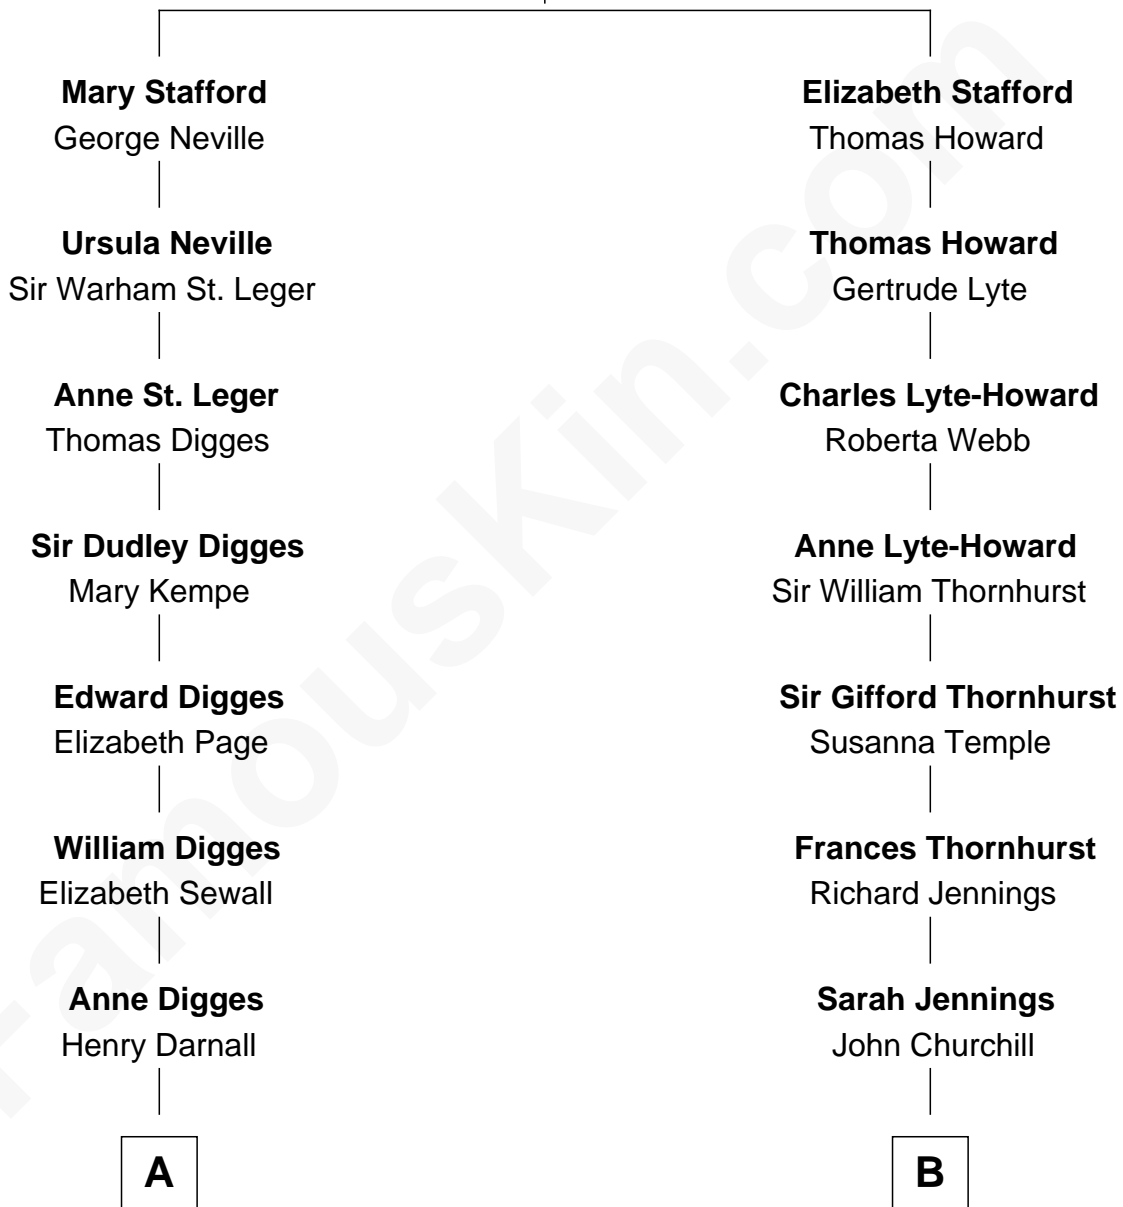 Mary Stafford
George Neville
Ursula Neville
Sir Warham St. Leger
Anne St. Leger
Thomas Digges
Sir Dudley Digges
Mary Kempe
Edward Digges
Elizabeth Page
William Digges
Elizabeth Sewall
Anne Digges
Henry Darnall
A
Elizabeth Stafford
Thomas Howard
Thomas Howard
Gertrude Lyte
Charles Lyte-Howard
Roberta Webb
Anne Lyte-Howard
Sir William Thornhurst
Sir Gifford Thornhurst
Susanna Temple
Frances Thornhurst
Richard Jennings
Sarah Jennings
John Churchill
B
FamousKin.com